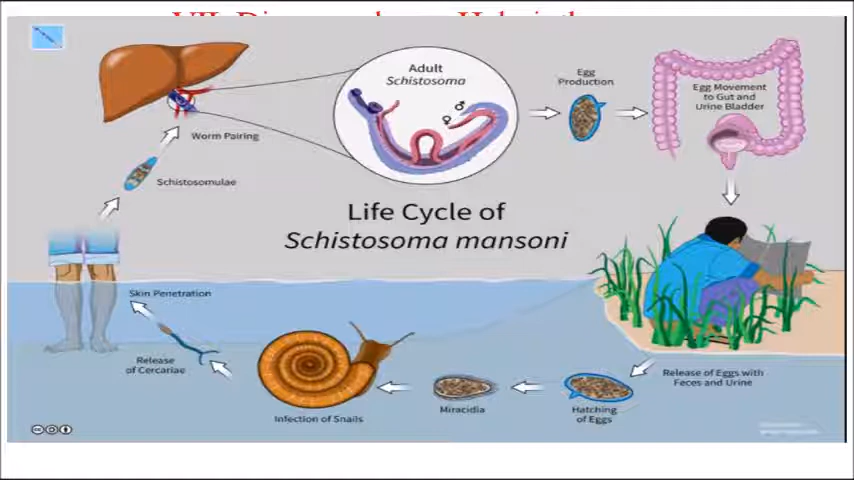 Adult
Schistosoma
Egg
Production
Egg Movement
to Gut and
Urine Bladder
Worm Pairing
Schistosomulae
Life Cycle of
Schistosoma mansoni
Skin Penetration
Release
of Cercariae
Infection of Snails
Miracidia
Hatching
of Eggs
Release of Eggs with
Feces and Urine